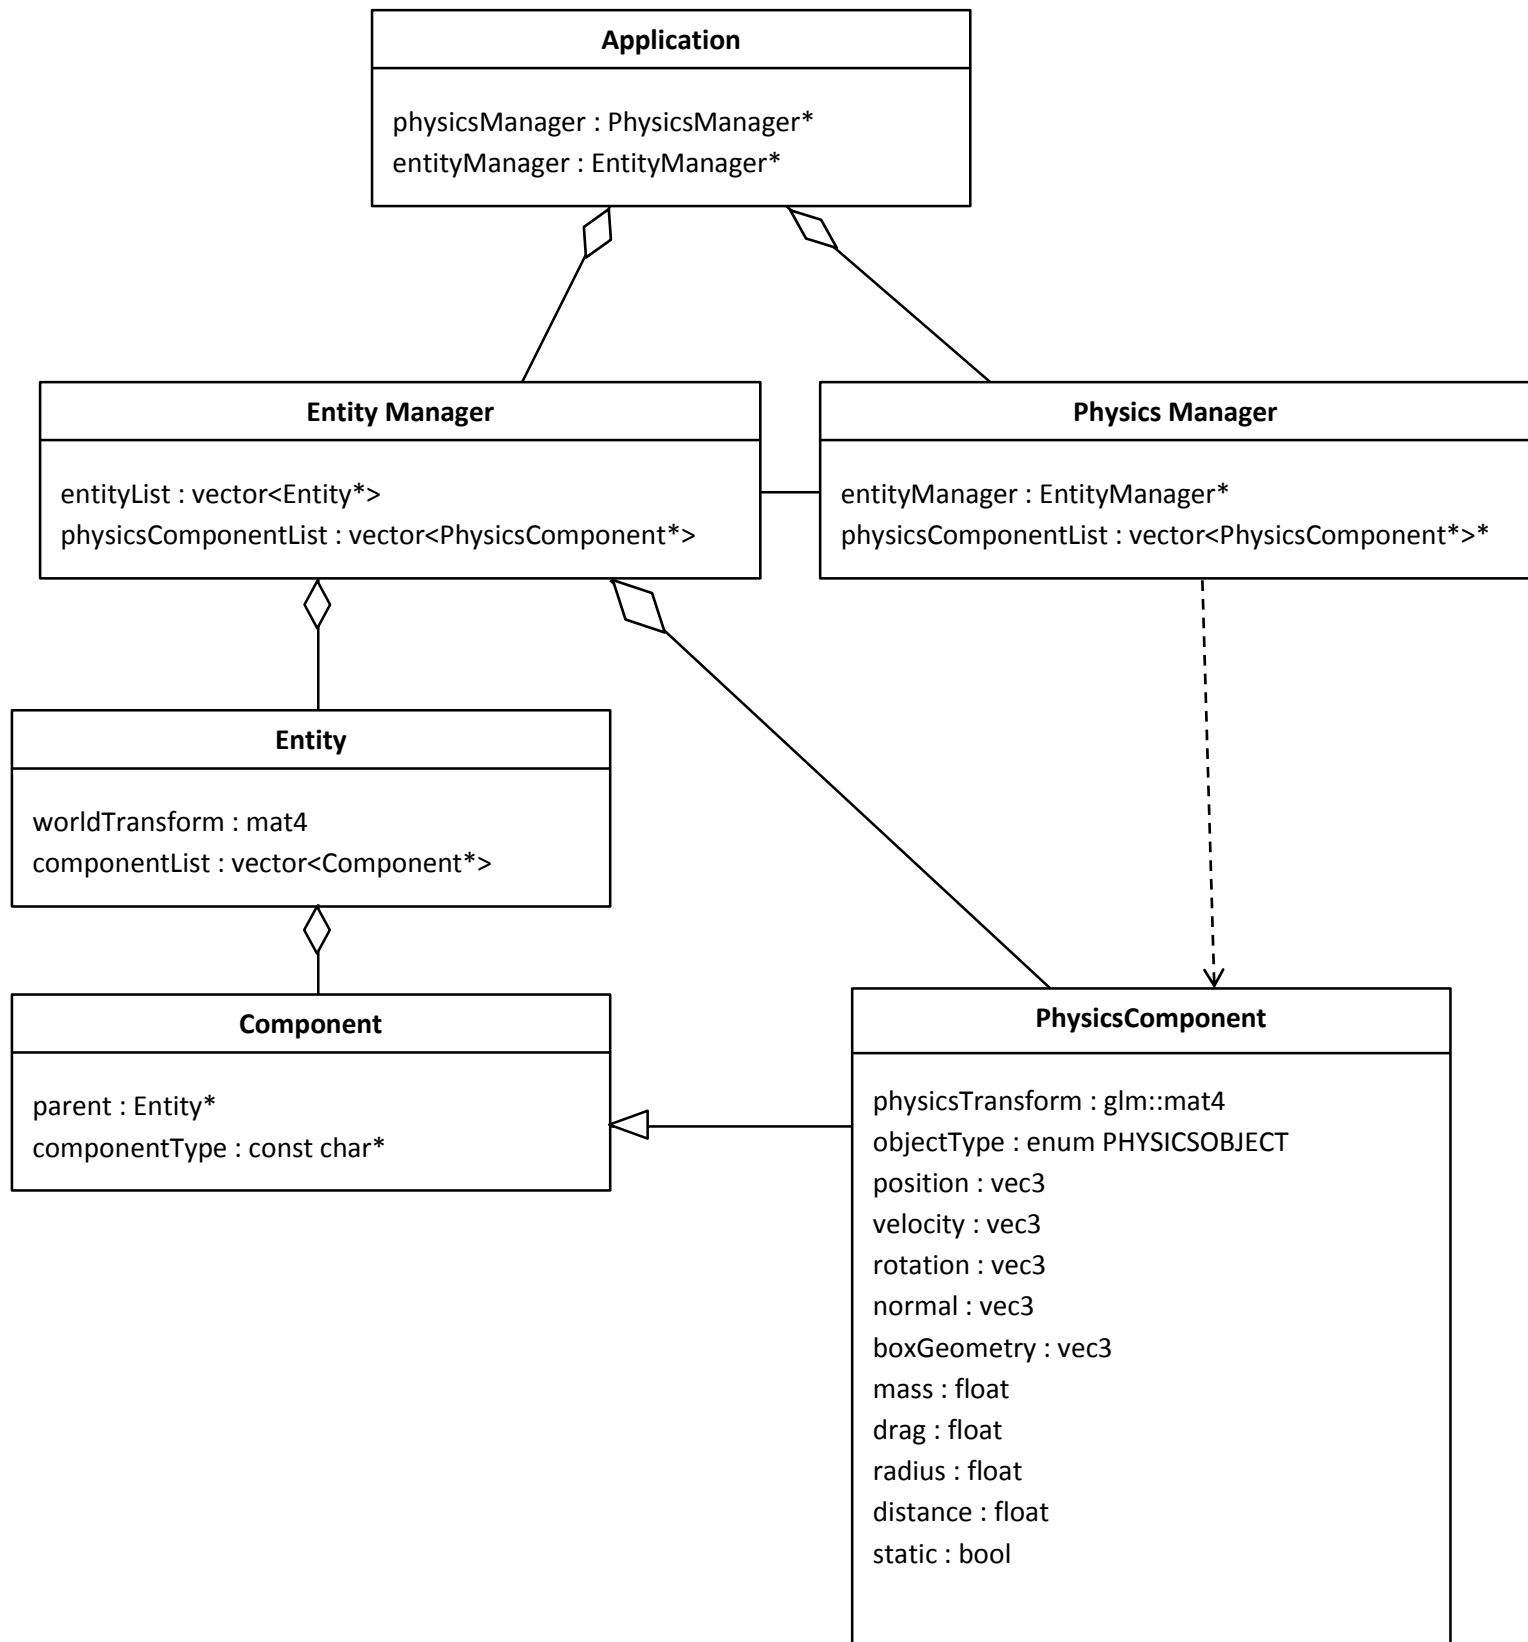 Application
physicsManager : PhysicsManager*
entityManager : EntityManager*
Entity Manager
entityList : vector<Entity*>
physicsComponentList : vector<PhysicsComponent*>
Physics Manager
entityManager : EntityManager*
physicsComponentList : vector<PhysicsComponent*>*
Entity
worldTransform : mat4
componentList : vector<Component*>
Component
parent : Entity*
componentType : const char*
PhysicsComponent
physicsTransform : glm::mat4
objectType : enum PHYSICSOBJECT
position : vec3
velocity : vec3
rotation : vec3
normal : vec3
boxGeometry : vec3
mass : float
drag : float
radius : float
distance : float
static : bool